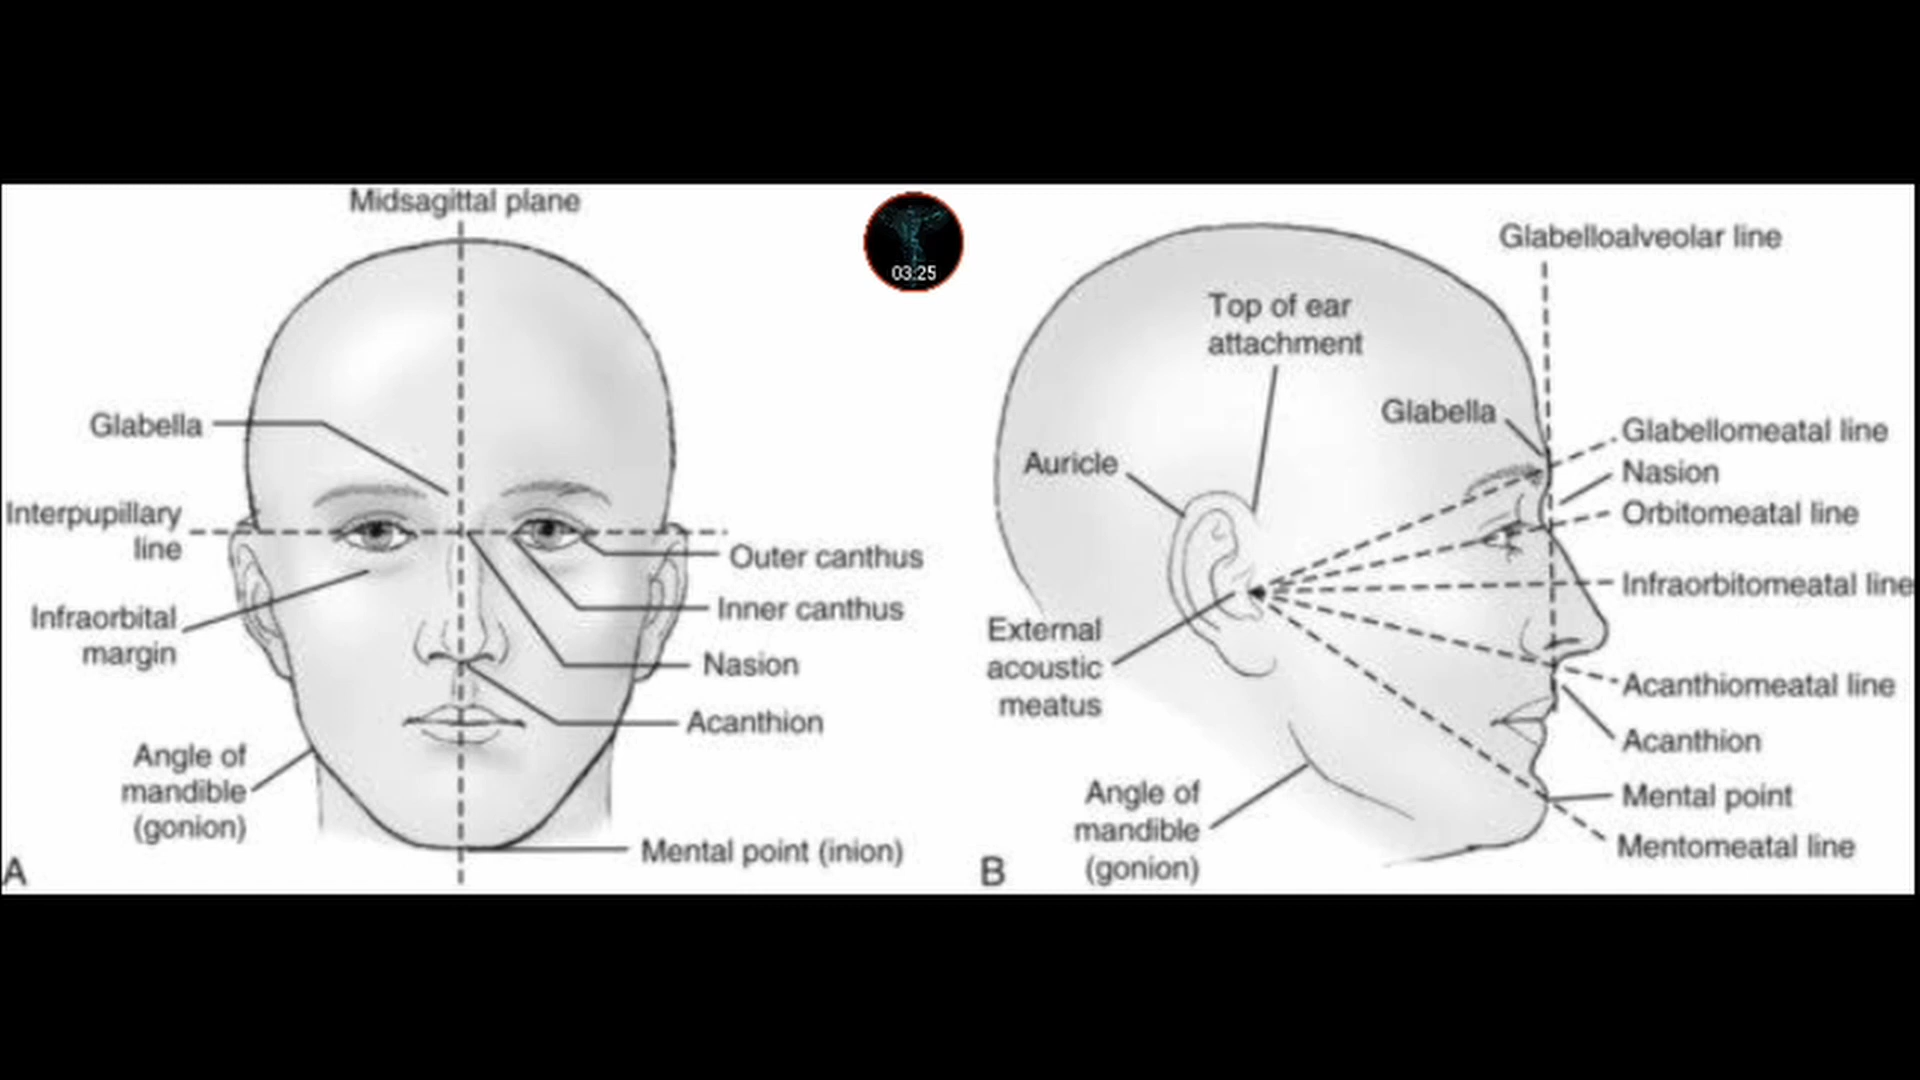 Midsagittal plane
Glabella
Interpupillary
line
Infraorbital
margin
Angle of
mandible
(gonion)
Outer canthus
Inner canthus
Nasion
Acanthion
Mental point (inion)
A
03:25
Glabelloalveolar line
Top of ear
attachment
Glabella
Auricle
Glabellomeatal line
Nasion
Orbitomeatal line
Infraorbitomeatal line
External
acoustic
meatus
Acanthiomeatal line
Acanthion
Angle of
mandible
(gonion)
Mental point
Mentomeatal line
B